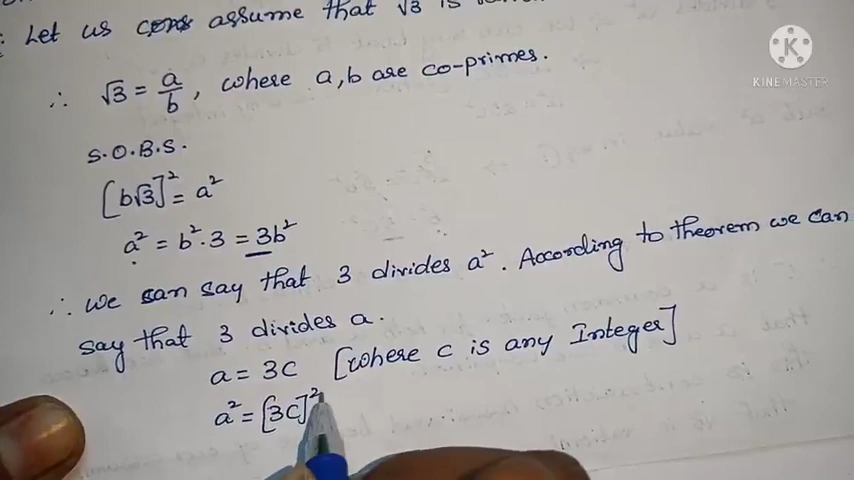 : Let us assume that √3 is
∴ √3 = a/b, where a, b are co-primes.
S.O.B.S.
[b√3]² = a²
a² = b²·3 = 3b²
∴ we can say that 3 divides a². According to theorem we can
say that 3 divides a.
a = 3c [where c is any Integer]
a² = [3c]²
K
KINEMASTER